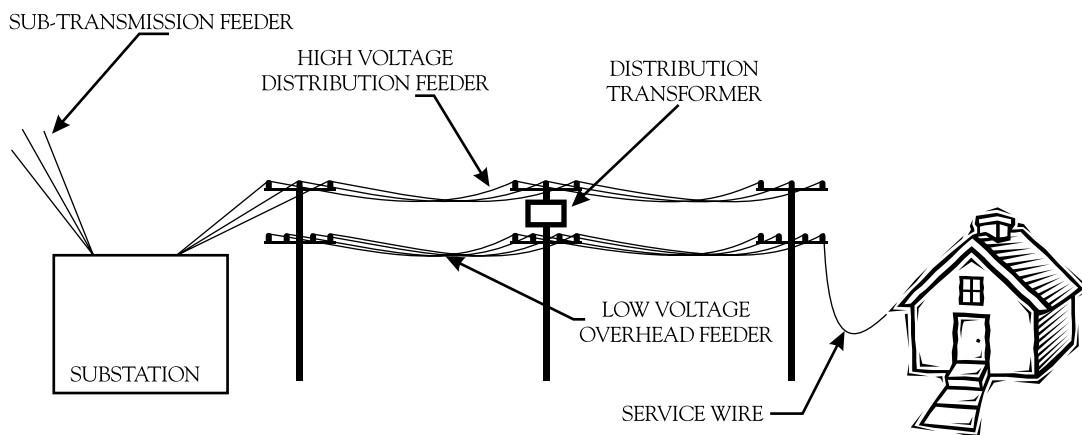 SUB-TRANSMISSION FEEDER
HIGH VOLTAGE
DISTRIBUTION FEEDER
DISTRIBUTION
TRANSFORMER
LOW VOLTAGE
OVERHEAD FEEDER
SUBSTATION
SERVICE WIRE